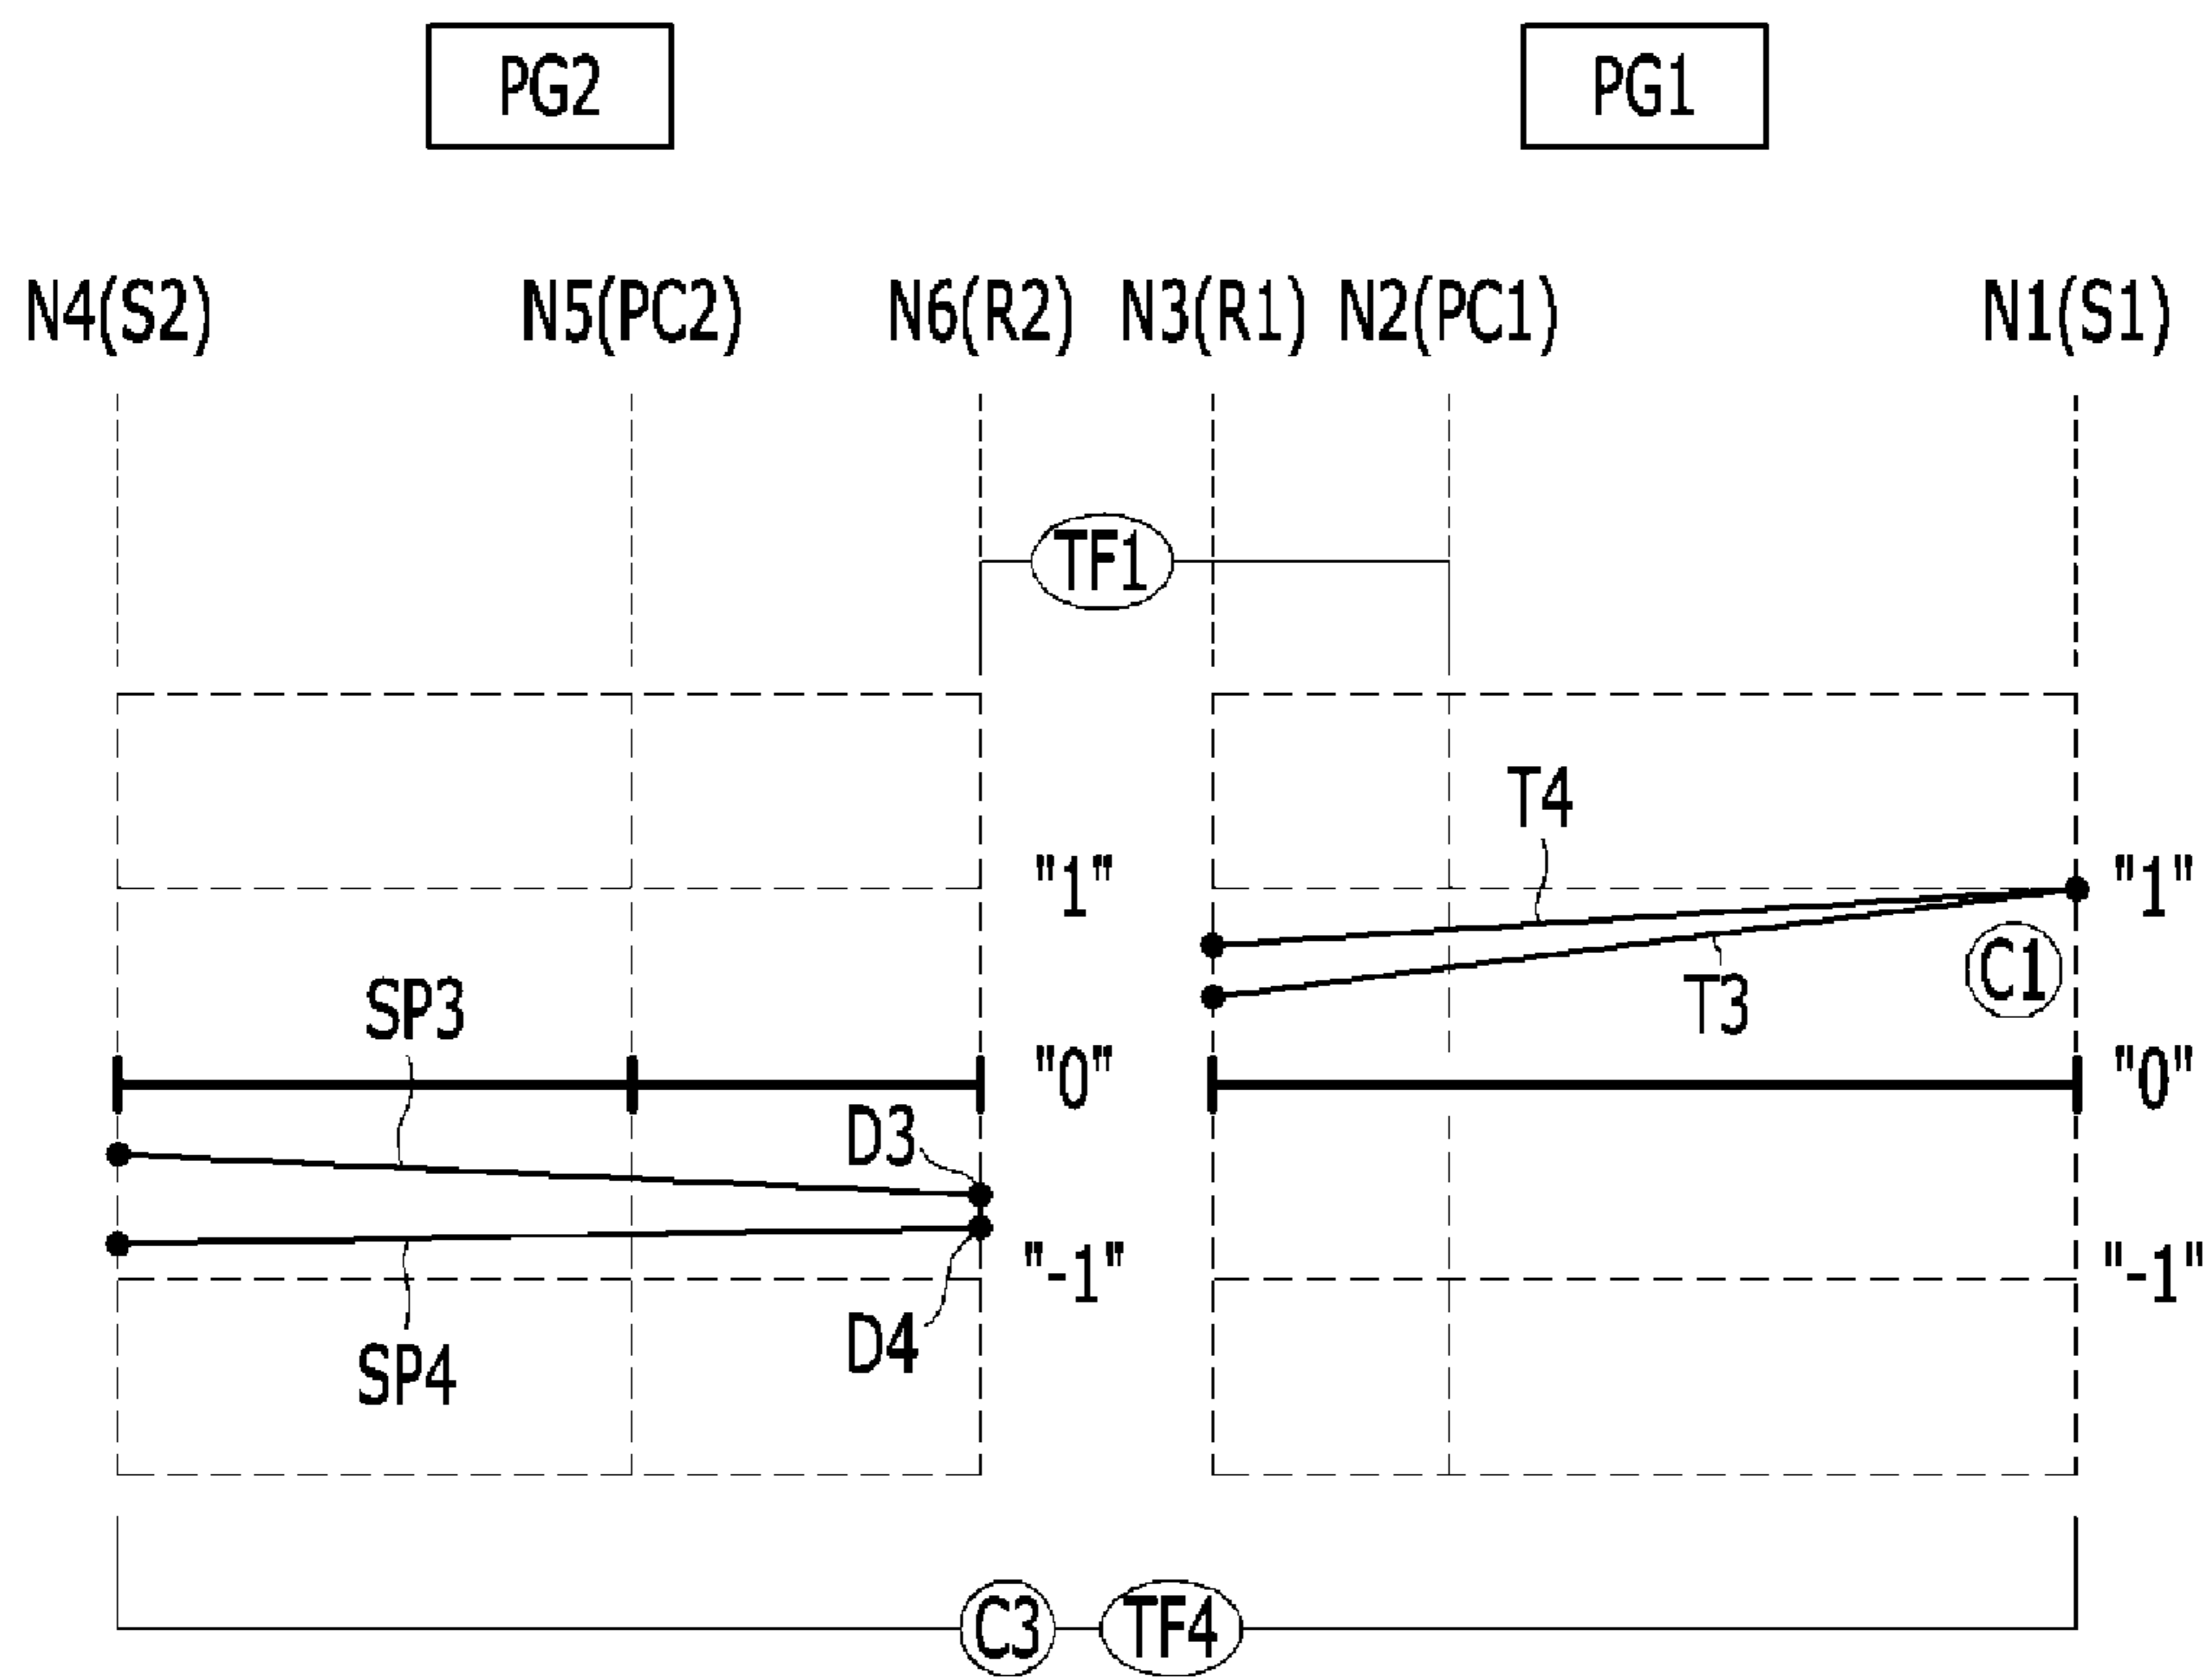 PG2 PG1
N4(S2) N5(PC2) N6(R2) N3(R1) N2(PC1) N1(S1)
TF1
T4
"1" "1"
SP3 T3 C1
"0" "0"
D3
"-1" "-1"
SP4 D4
C3 TF4